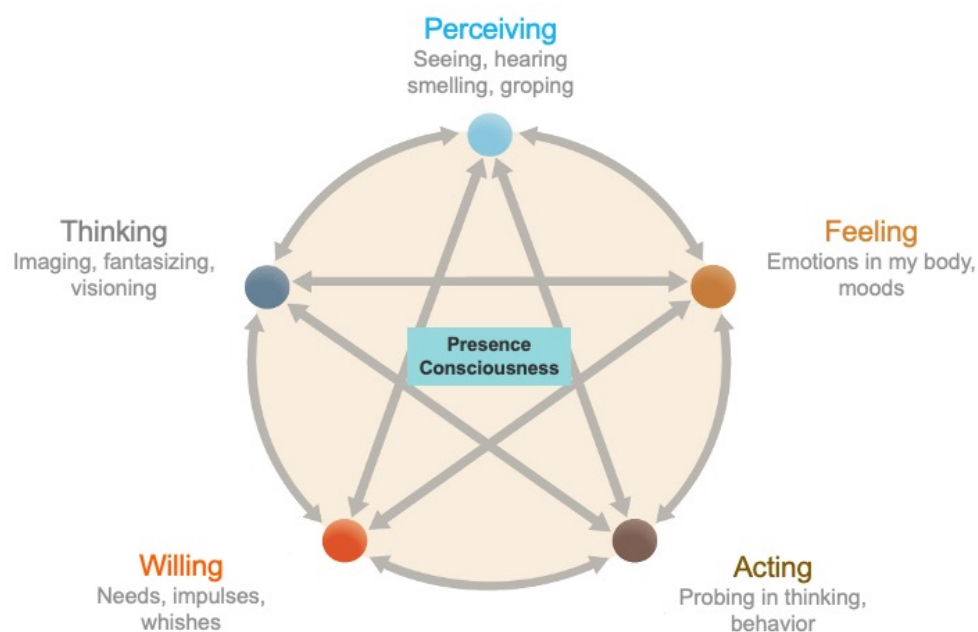 Perceiving
Seeing, hearing
smelling, groping
Thinking
Imaging, fantasizing,
visioning
Feeling
Emotions in my body,
moods
Presence
Consciousness
Willing
Needs, impulses,
whishes
Acting
Probing in thinking,
behavior